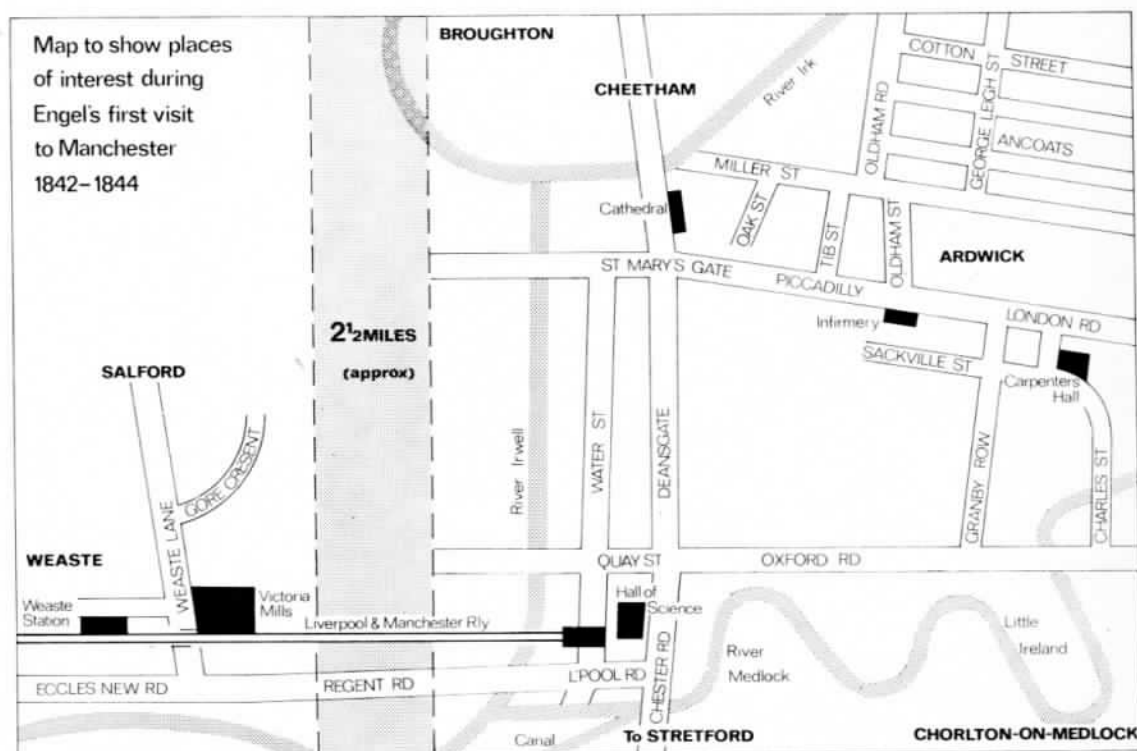 Map to show places
of interest during
Engel's first visit
to Manchester
1842–1844
BROUGHTON
CHEETHAM
River Irk
OLDHAM RD
COTTON STREET
GEORGE LEIGH ST
ANCOATS
MILLER ST
Cathedral
OAK ST
TIB ST
OLDHAM ST
ARDWICK
ST MARY'S GATE
PICCADILLY
Infirmery
LONDON RD
SACKVILLE ST
Carpenters
Hall
2½ MILES
(approx)
SALFORD
GORE CRESENT
WEASTE LANE
River Irwell
WATER ST
DEANSGATE
GRANBY ROW
CHARLES ST
WEASTE
QUAY ST
OXFORD RD
Weaste
Station
Victoria
Mills
Liverpool & Manchester Rly
Hall of
Science
River
Medlock
Little
Ireland
ECCLES NEW RD
REGENT RD
L'POOL RD
CHESTER RD
Canal
To STRETFORD
CHORLTON-ON-MEDLOCK